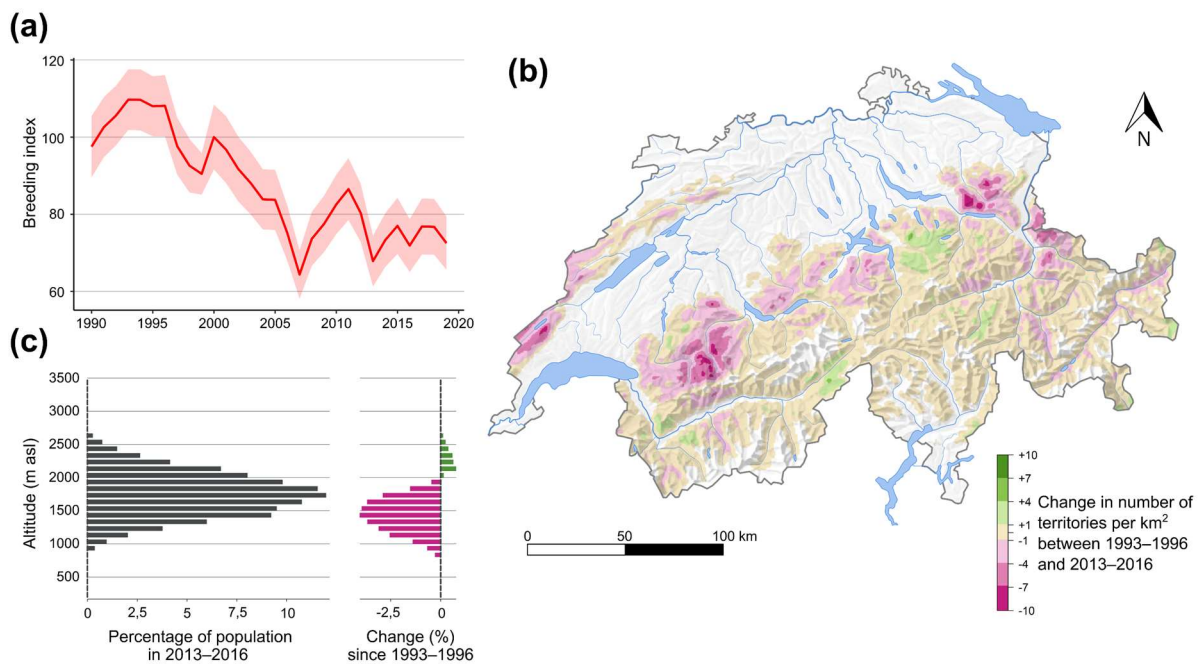 (a)
120
100
80
60
Breeding index
1990
1995
2000
2005
2010
2015
2020
(b)
N
0
50
100 km
+10
+7
+4
+1
-1
-4
-7
-10
Change in number of
territories per km²
between 1993–1996
and 2013–2016
(c)
3500
3000
2500
2000
1500
1000
500
Altitude (m asl)
0
2,5
5
7,5
10
Percentage of population
in 2013–2016
-2,5
0
Change (%)
since 1993–1996